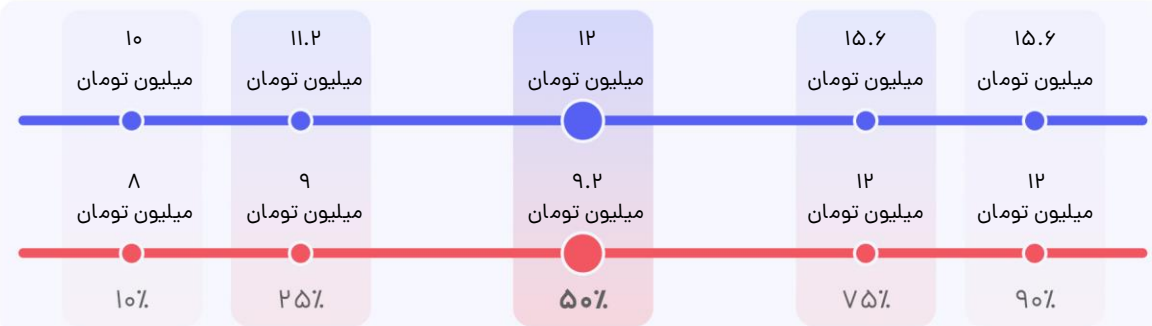 ۱۰ ۱۱.۲ ۱۲ ۱۵.۶ ۱۵.۶
میلیون تومان میلیون تومان میلیون تومان میلیون تومان میلیون تومان
۸ ۹ ۹.۲ ۱۲ ۱۲
میلیون تومان میلیون تومان میلیون تومان میلیون تومان میلیون تومان
۱۰٪ ۲۵٪ ۵۰٪ ۷۵٪ ۹۰٪